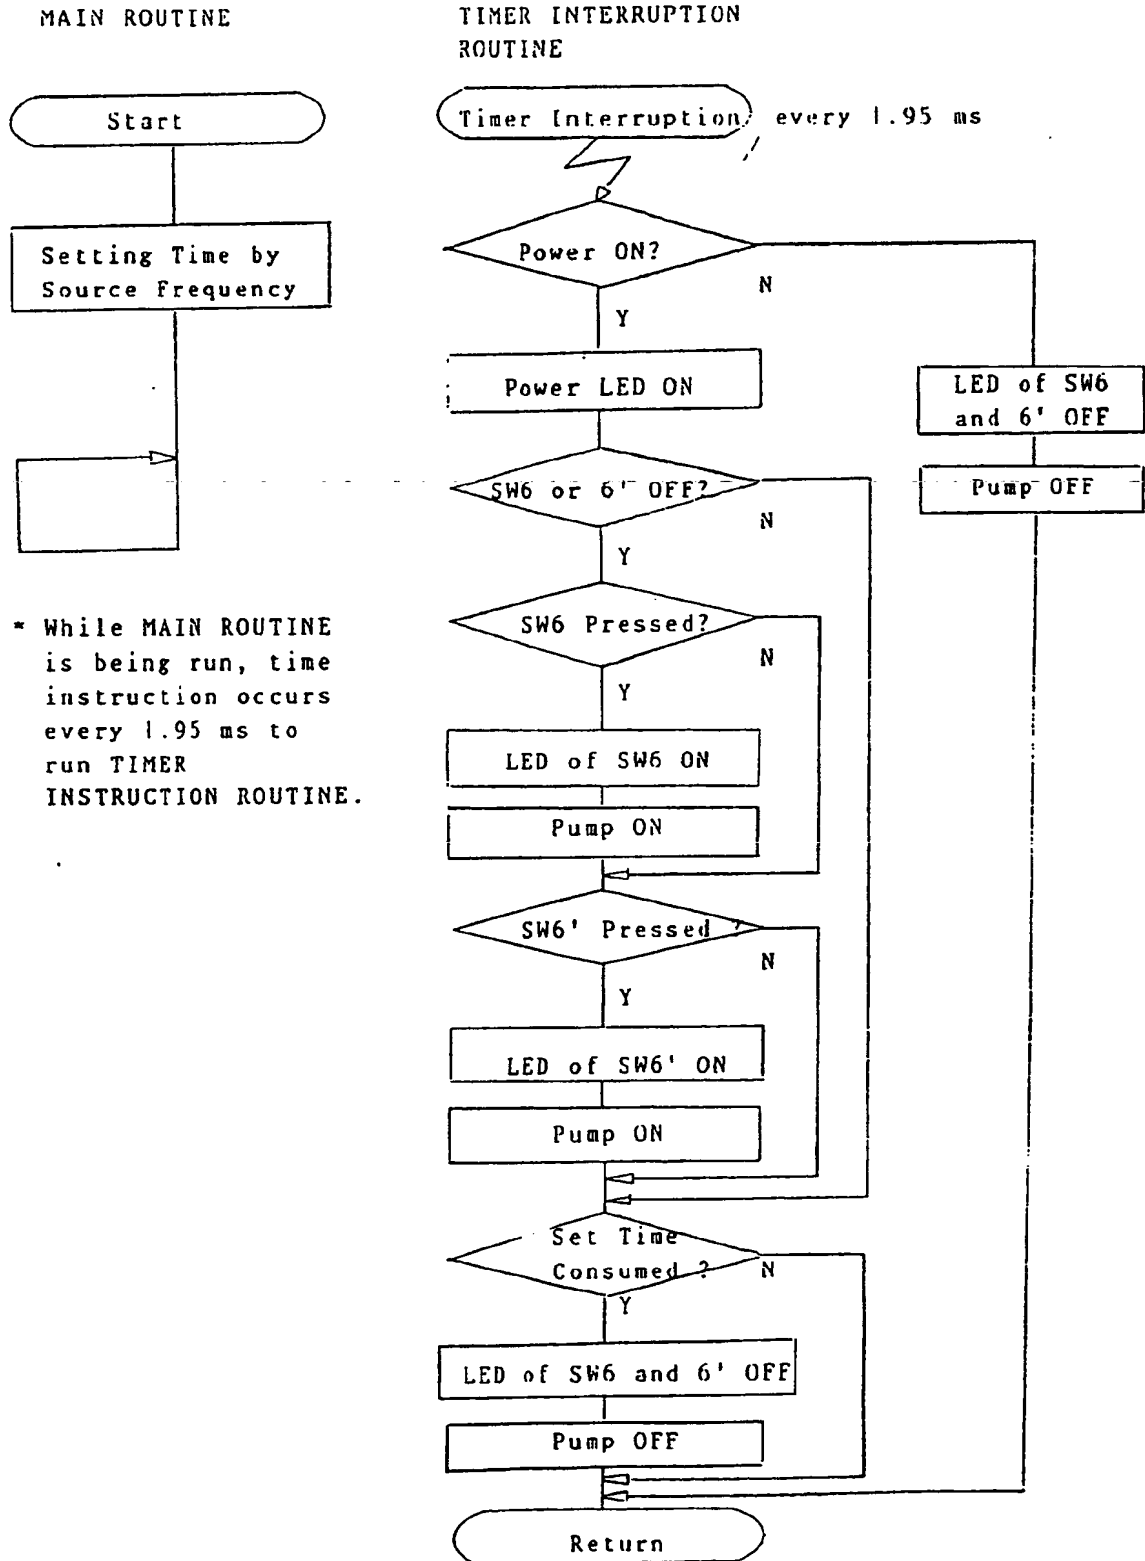 MAIN ROUTINE
Start
Setting Time by
Source Frequency
* While MAIN ROUTINE
is being run, time
instruction occurs
every 1.95 ms to
run TIMER
INSTRUCTION ROUTINE.
TIMER INTERRUPTION
ROUTINE
Timer Interruption
every 1.95 ms
Power ON?
N
Y
Power LED ON
LED of SW6
and 6' OFF
Pump OFF
SW6 or 6' OFF?
N
Y
SW6 Pressed?
N
Y
LED of SW6 ON
Pump ON
SW6' Pressed ?
N
Y
LED of SW6' ON
Pump ON
Set Time
Consumed ?
N
Y
LED of SW6 and 6' OFF
Pump OFF
Return